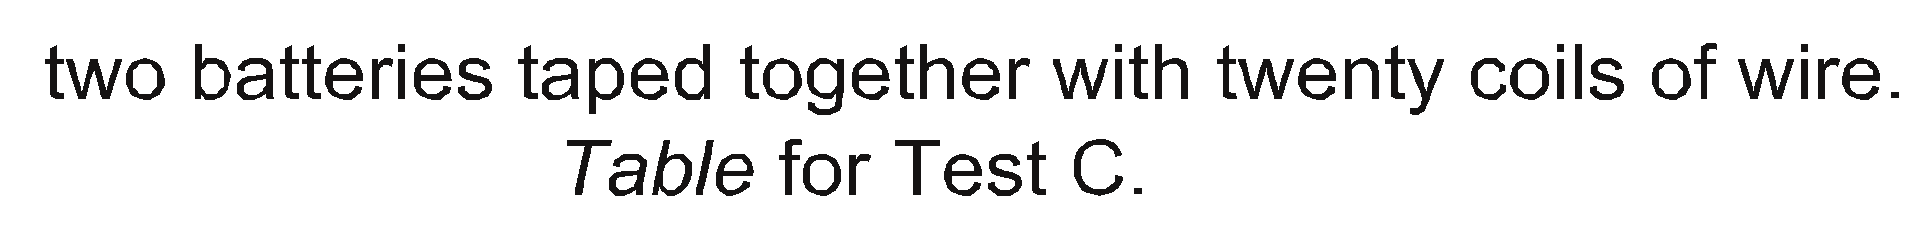 two batteries taped together with twenty coils of wire.
Table for Test C.